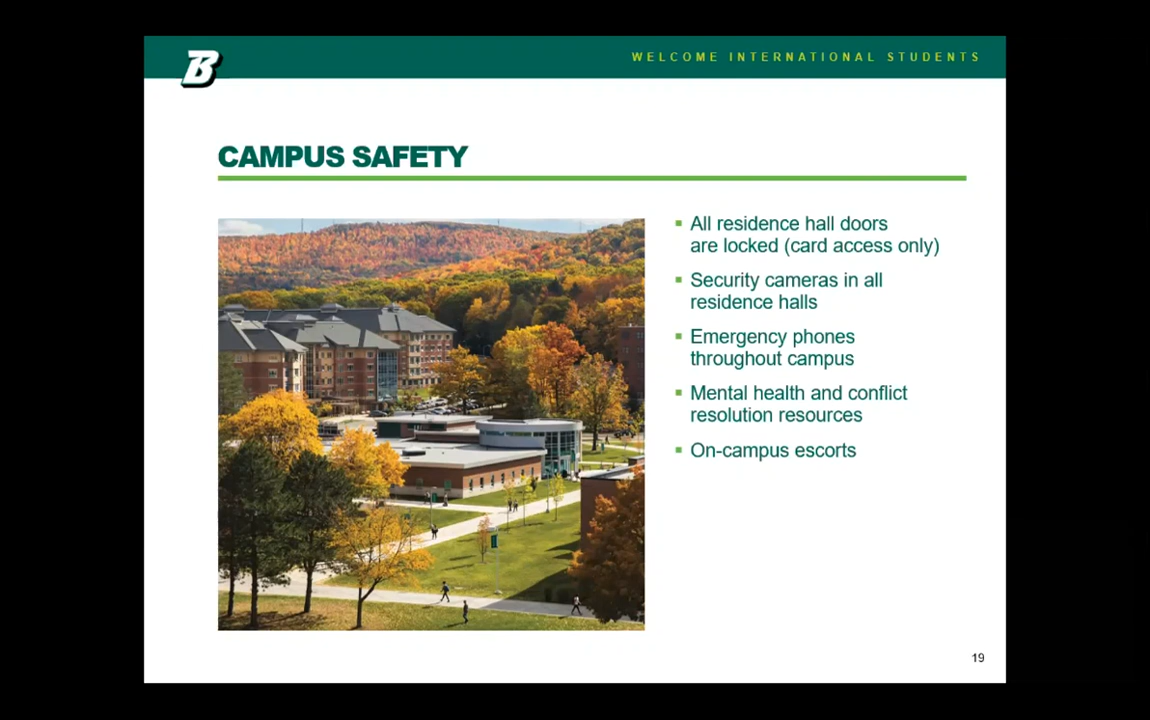 B
WELCOME INTERNATIONAL STUDENTS
CAMPUS SAFETY
All residence hall doors
are locked (card access only)
Security cameras in all
residence halls
Emergency phones
throughout campus
Mental health and conflict
resolution resources
On-campus escorts
19